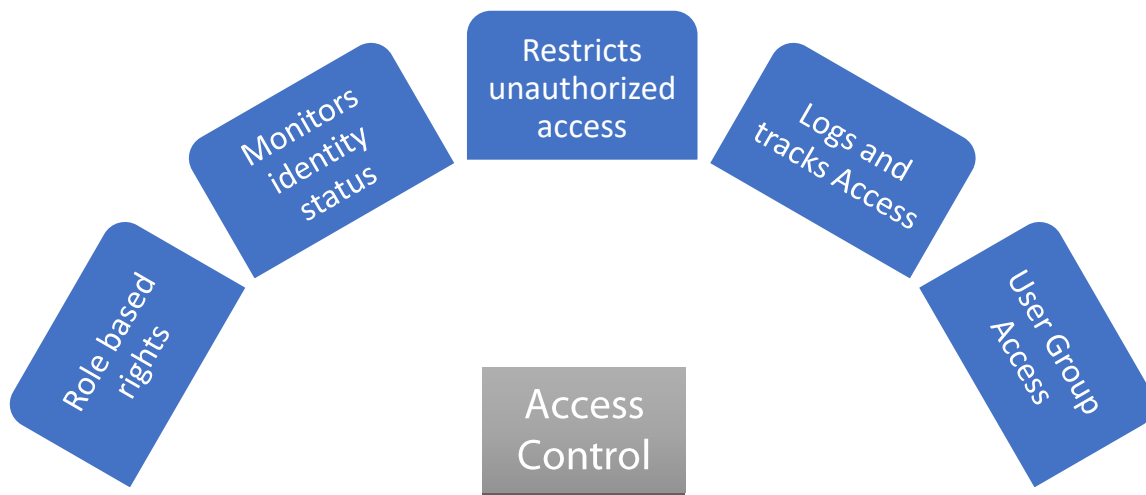 Role based
rights
Monitors
identity
status
Restricts
unauthorized
access
Logs and
tracks Access
User Group
Access
Access
Control